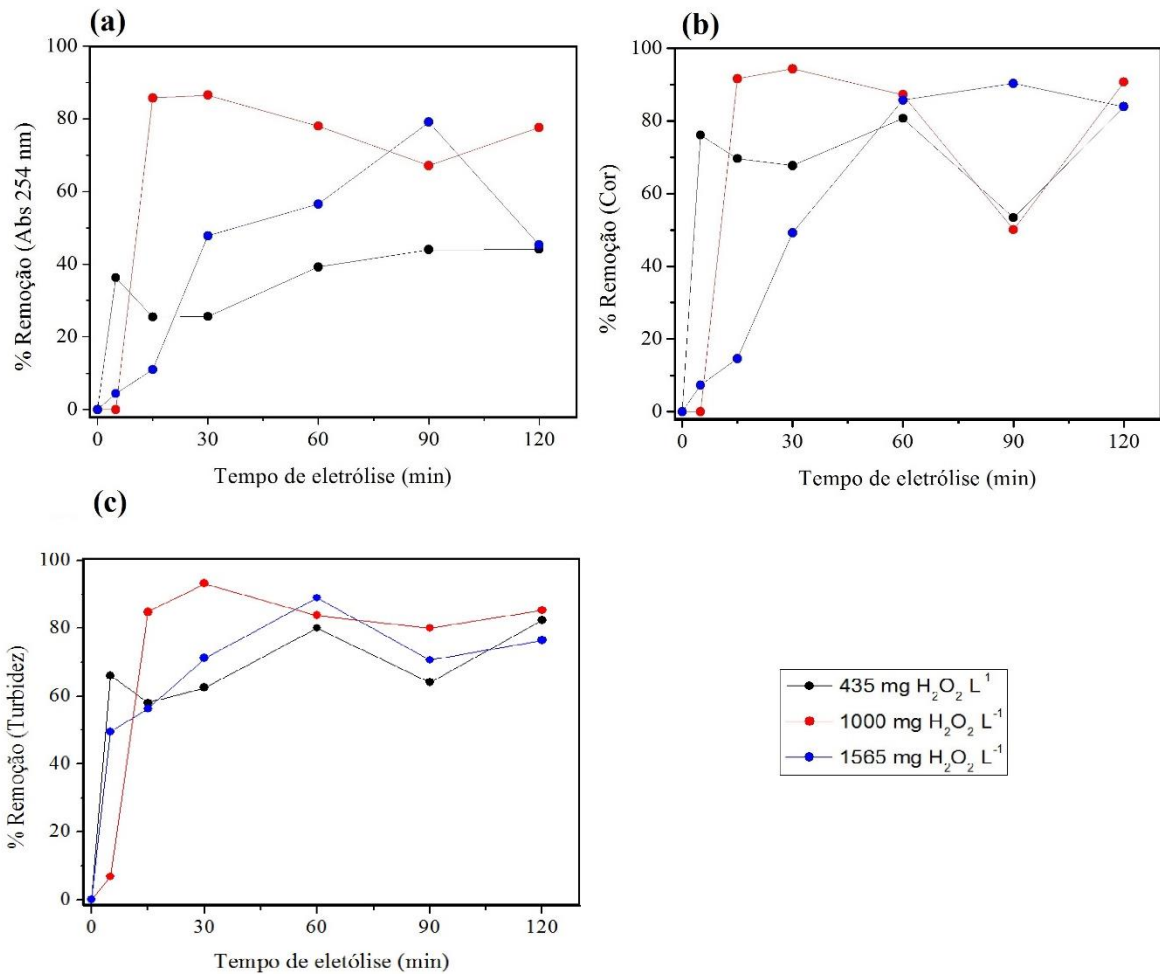 (a)
100
80
60
40
20
0
% Remoção (Abs 254 nm)
0 30 60 90 120
Tempo de eletrólise (min)
(b)
100
80
60
40
20
0
% Remoção (Cor)
0 30 60 90 120
Tempo de eletrólise (min)
(c)
100
80
60
40
20
0
% Remoção (Turbidez)
0 30 60 90 120
Tempo de eletólise (min)
435 mg H₂O₂ L¹
1000 mg H₂O₂ L⁻¹
1565 mg H₂O₂ L⁻¹